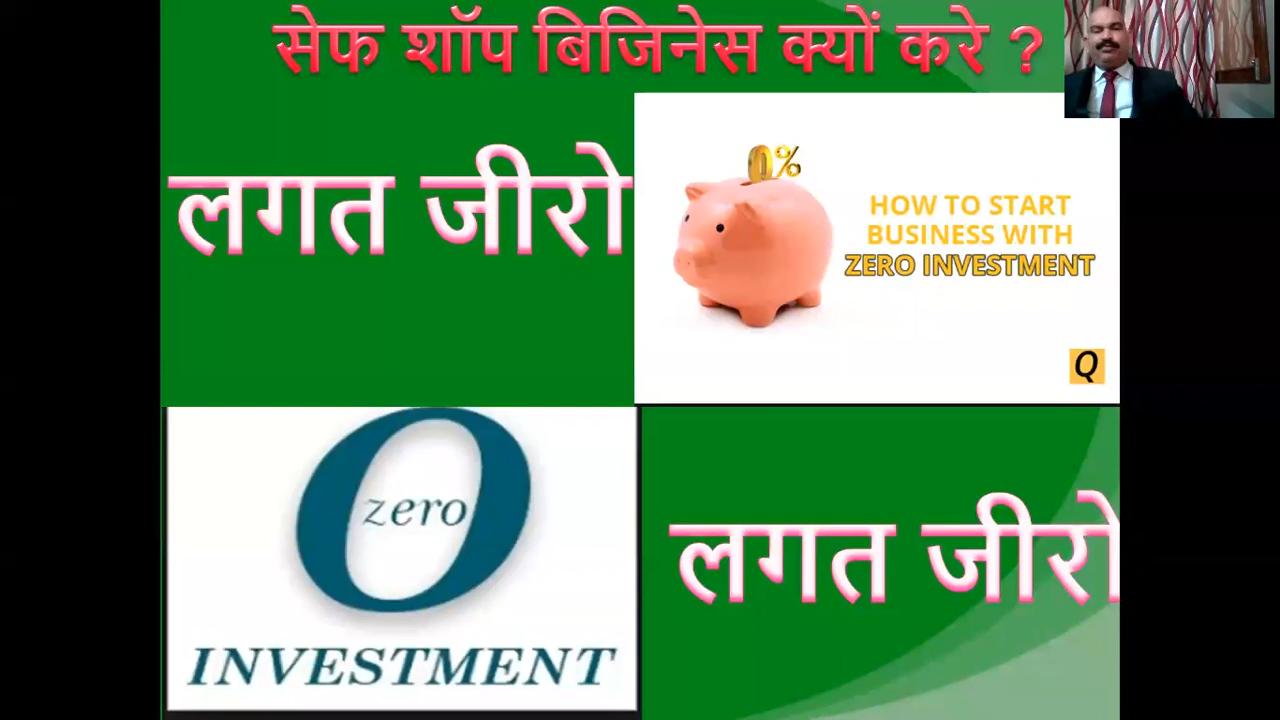 सेफ शॉप बिजिनेस क्यों करे ?
लगत जीरो
0%
HOW TO START
BUSINESS WITH
ZERO INVESTMENT
Q
zero
INVESTMENT
लगत जीरो